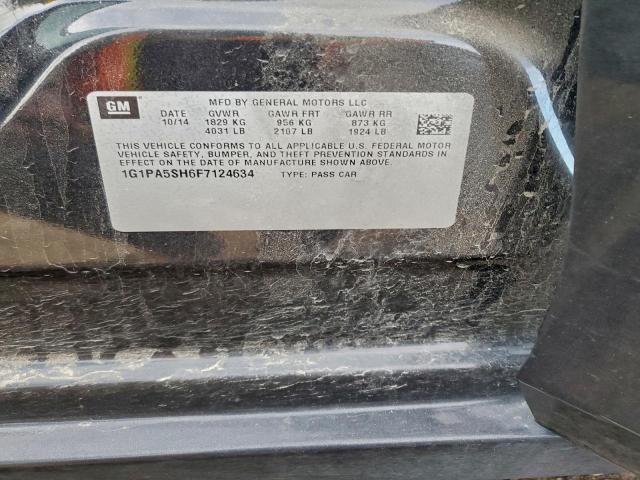 GM
MFD BY GENERAL MOTORS LLC
DATE GVWR GAWR FRT GAWR RR
10/14 1829 KG 956 KG 873 KG
4031 LB 2107 LB 1924 LB
THIS VEHICLE CONFORMS TO ALL APPLICABLE U.S. FEDERAL MOTOR
VEHICLE SAFETY, BUMPER, AND THEFT PREVENTION STANDARDS IN
EFFECT ON THE DATE OF MANUFACTURE SHOWN ABOVE.
1G1PA5SH6F7124634 TYPE: PASS CAR